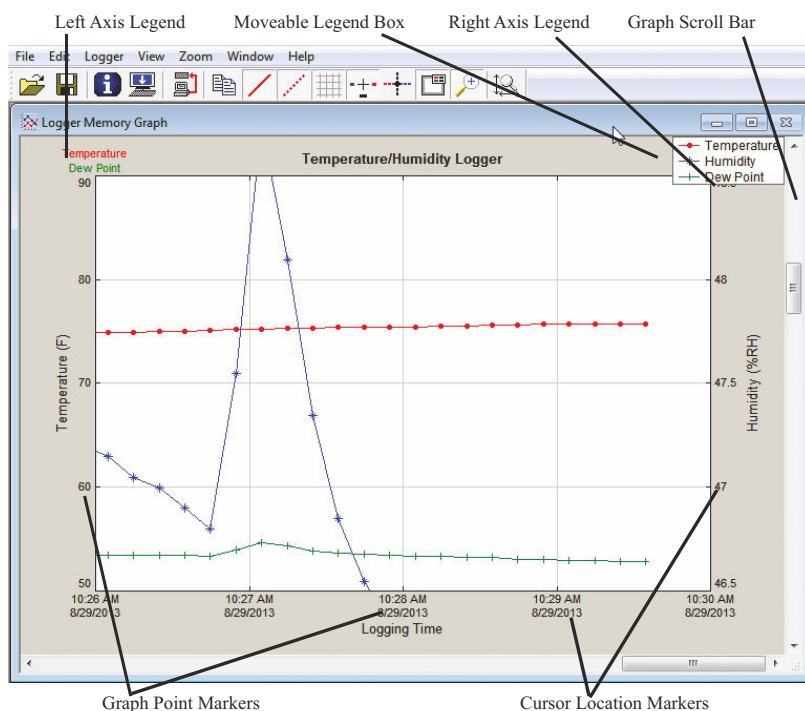 Left Axis Legend
Moveable Legend Box
Right Axis Legend
Graph Scroll Bar
File Edit Logger View Zoom Window Help
Logger Memory Graph
Temperature
Dew Point
Temperature/Humidity Logger
Temperature
Humidity
Dew Point
90
80
70
60
50
Temperature (F)
48
47.5
47
46.5
Humidity (%RH)
10:26 AM
8/29/2013
10:27 AM
8/29/2013
10:28 AM
8/29/2013
10:29 AM
8/29/2013
10:30 AM
8/29/2013
Logging Time
Graph Point Markers
Cursor Location Markers